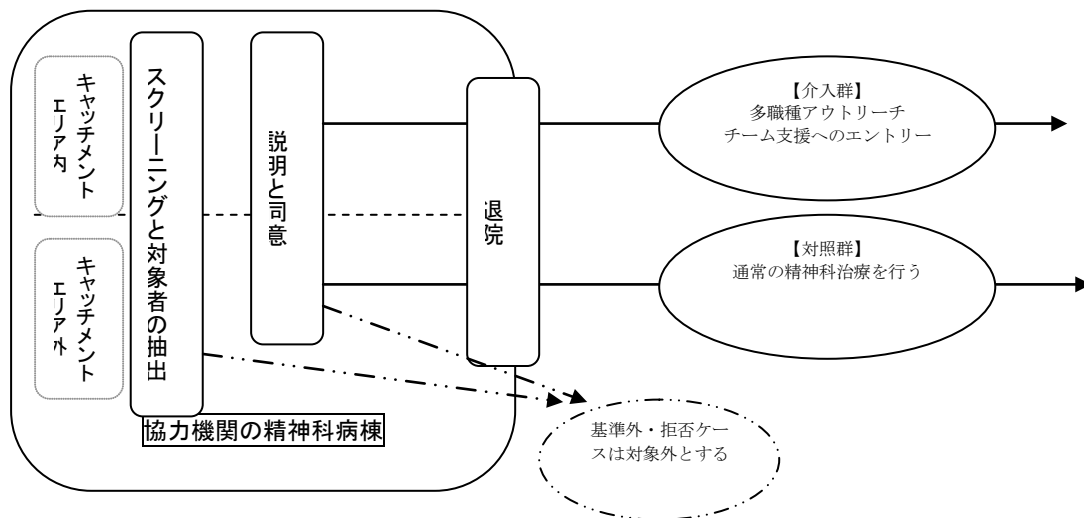 キャッチメント
エリア内
キャッチメント
エリア外
スクリーニングと対象者の抽出
説明と同意
退院
【介入群】
多職種アウトリーチ
チーム支援へのエントリー
【対照群】
通常の精神科治療を行う
協力機関の精神科病棟
基準外・拒否ケー
スは対象外とする